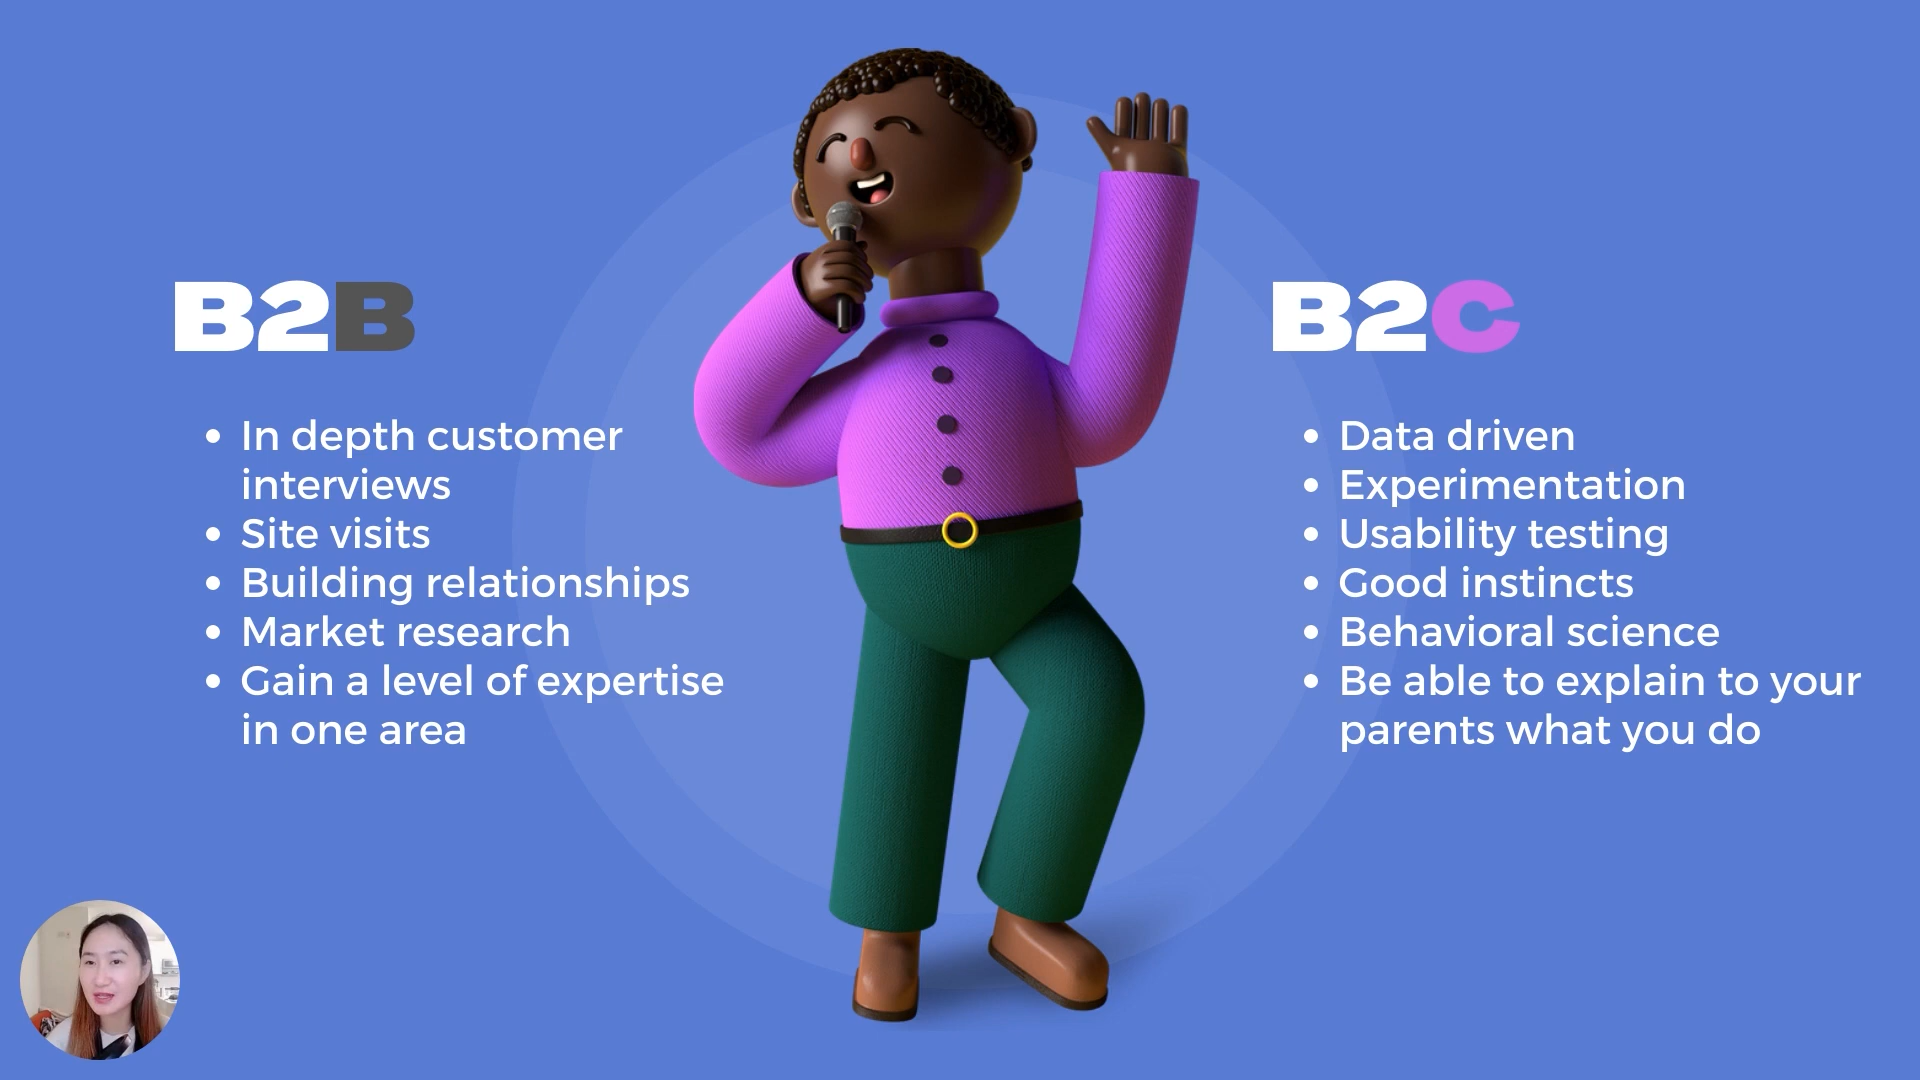 B2B
In depth customer
interviews
Site visits
Building relationships
Market research
Gain a level of expertise
in one area
B2C
Data driven
Experimentation
Usability testing
Good instincts
Behavioral science
Be able to explain to your
parents what you do